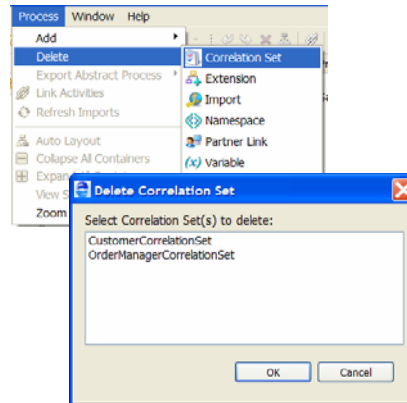 Process Window Help
Add
Delete
Correlation Set
Export Abstract Process
Extension
Link Activities
Import
Refresh Imports
Namespace
Auto Layout
Partner Link
Collapse All Containers
(x) Variable
Delete Correlation Set
Zoom
Select Correlation Set(s) to delete:
CustomerCorrelationSet
OrderManagerCorrelationSet
OK Cancel